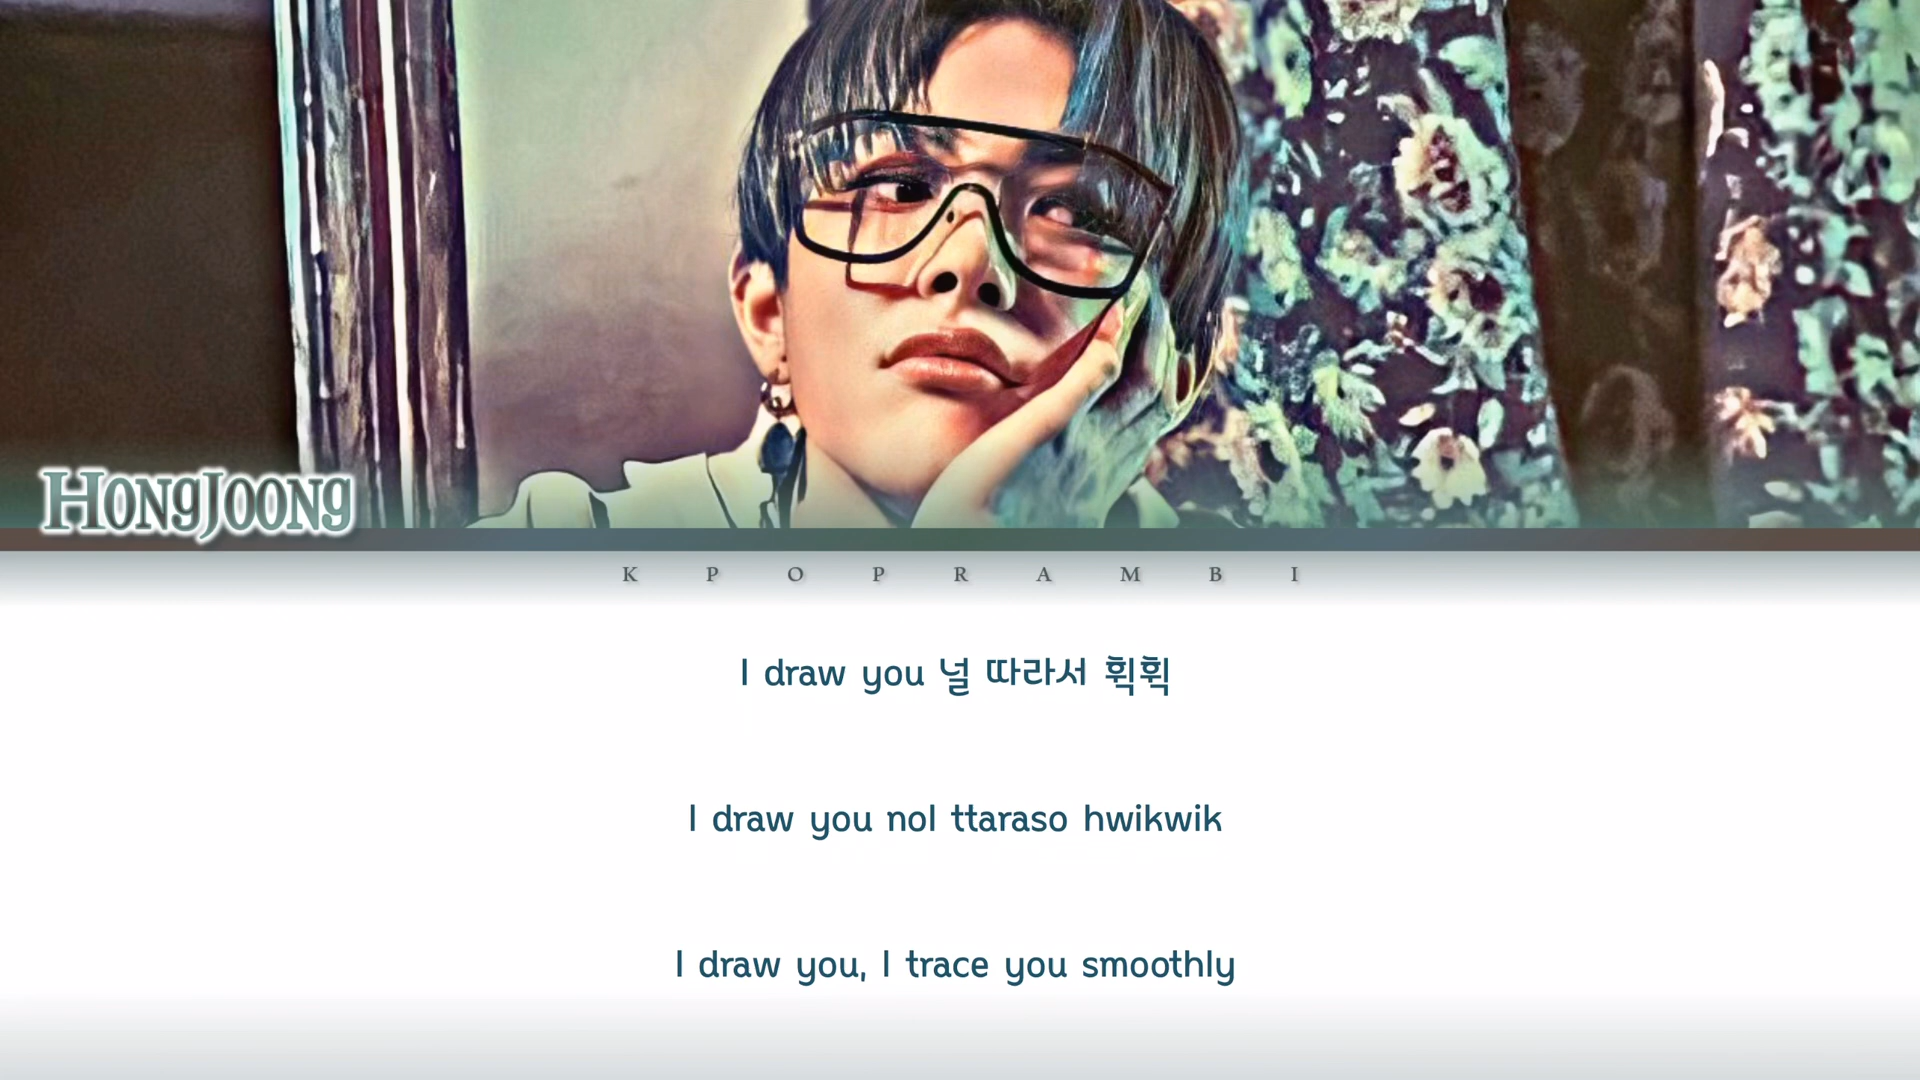 HongJoong
KPOPRAMBI
I draw you 널 따라서 휙휙
I draw you nol ttaraso hwikwik
I draw you, I trace you smoothly